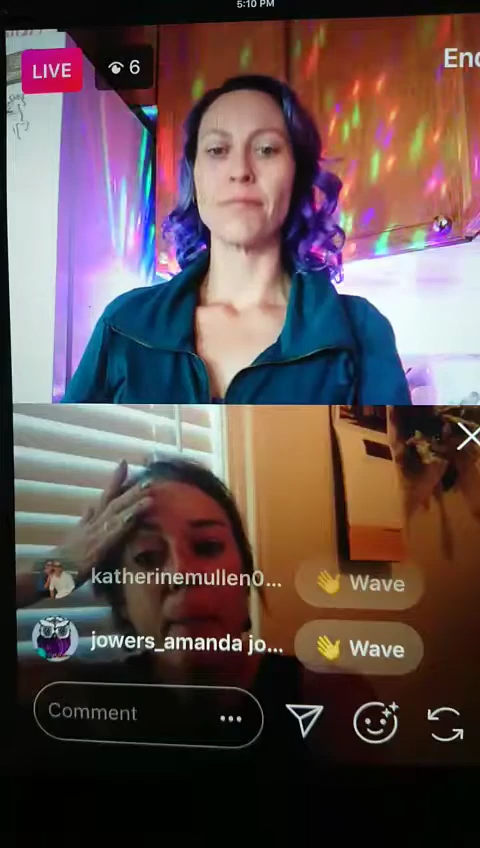 5:10 PM
LIVE
6
End
katherinemullen0...
Wave
jowers_amanda jo...
Wave
Comment